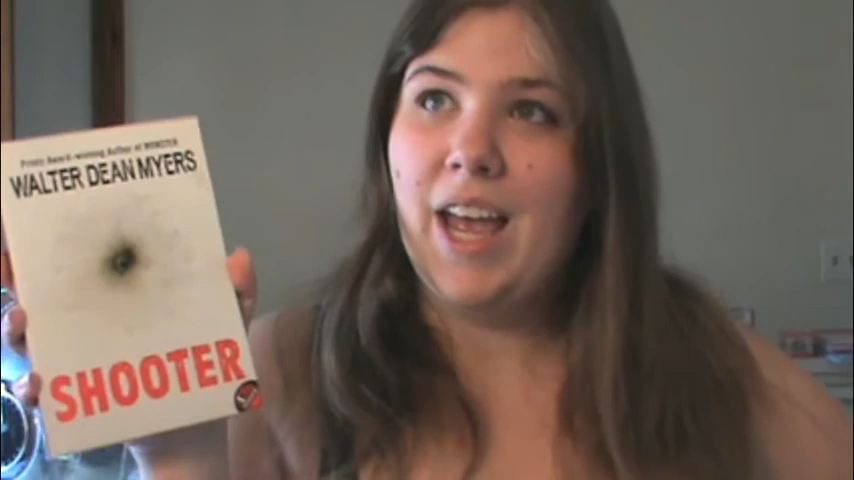 Printz Award-winning Author of MONSTER
WALTER DEAN MYERS
SHOOTER